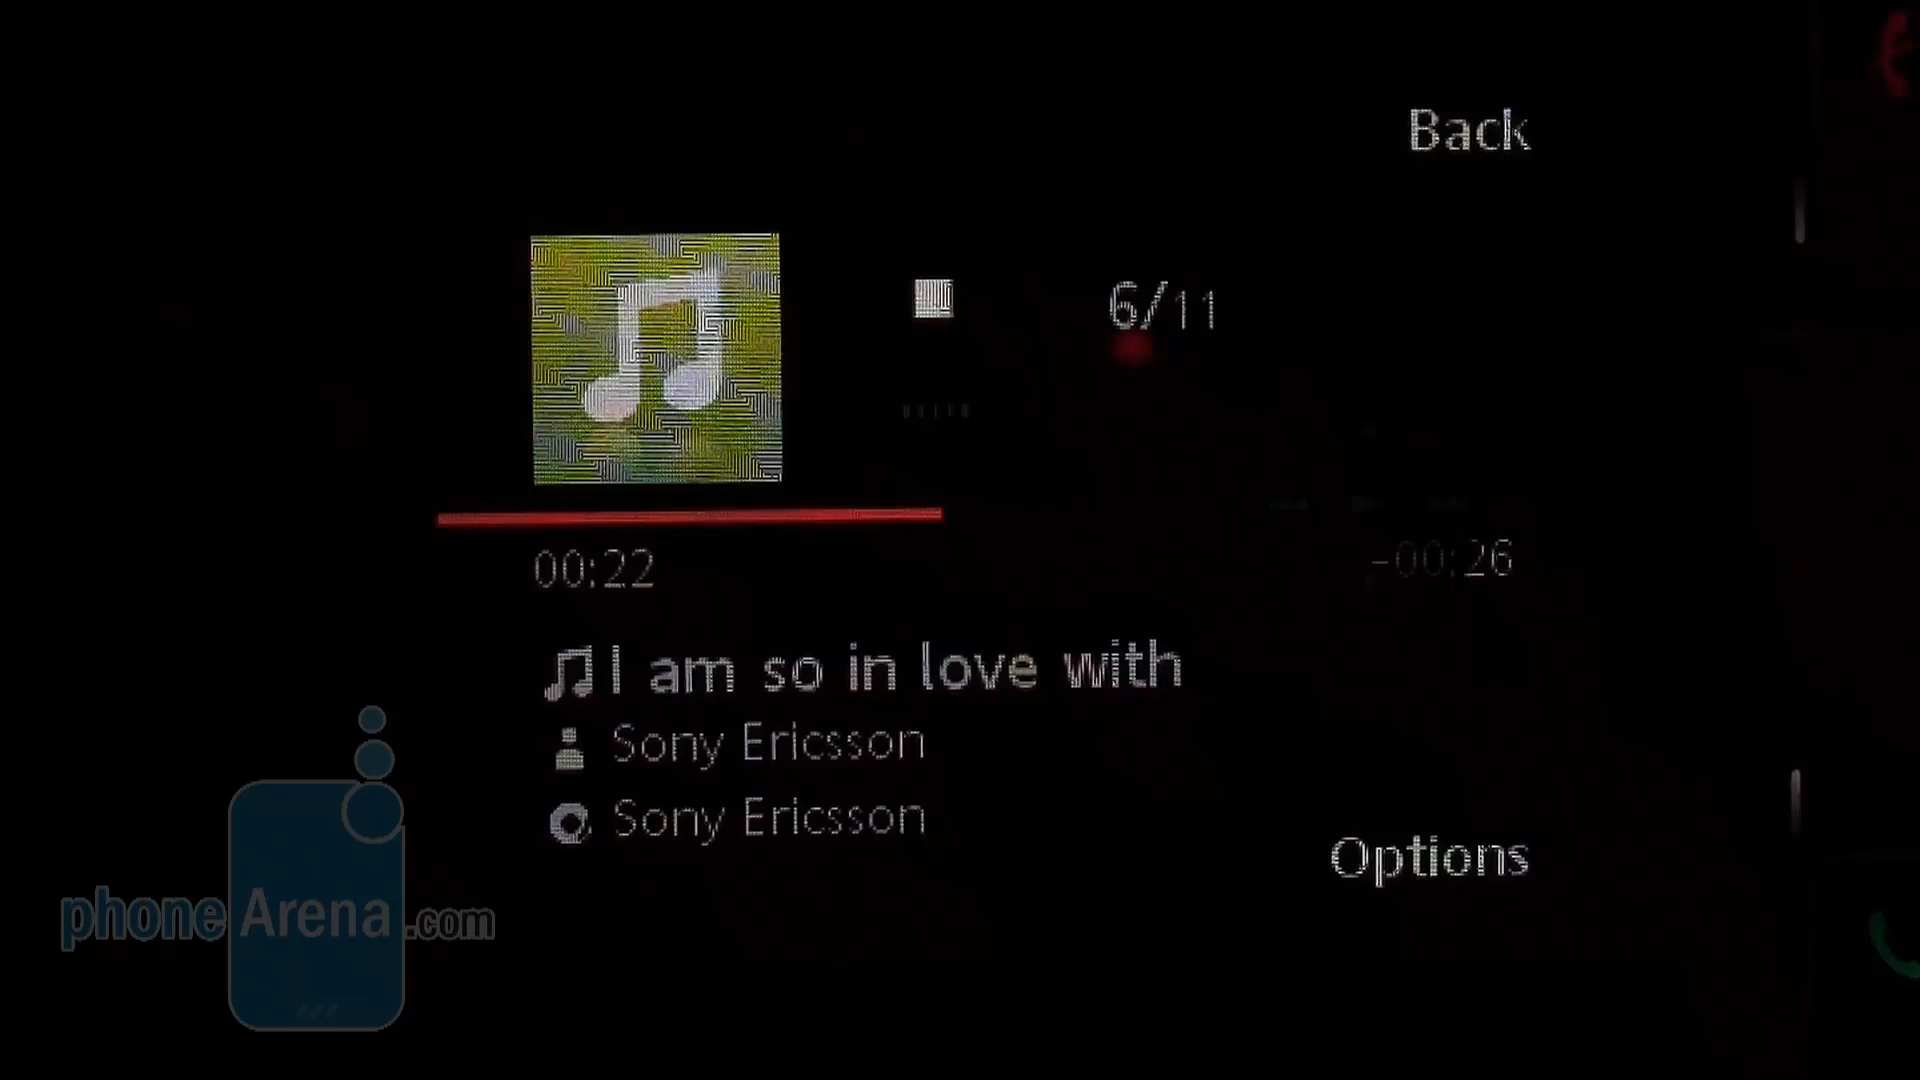 Back
6/11
00:22
-00:26
I am so in love with
Sony Ericsson
Sony Ericsson
Options
phoneArena.com